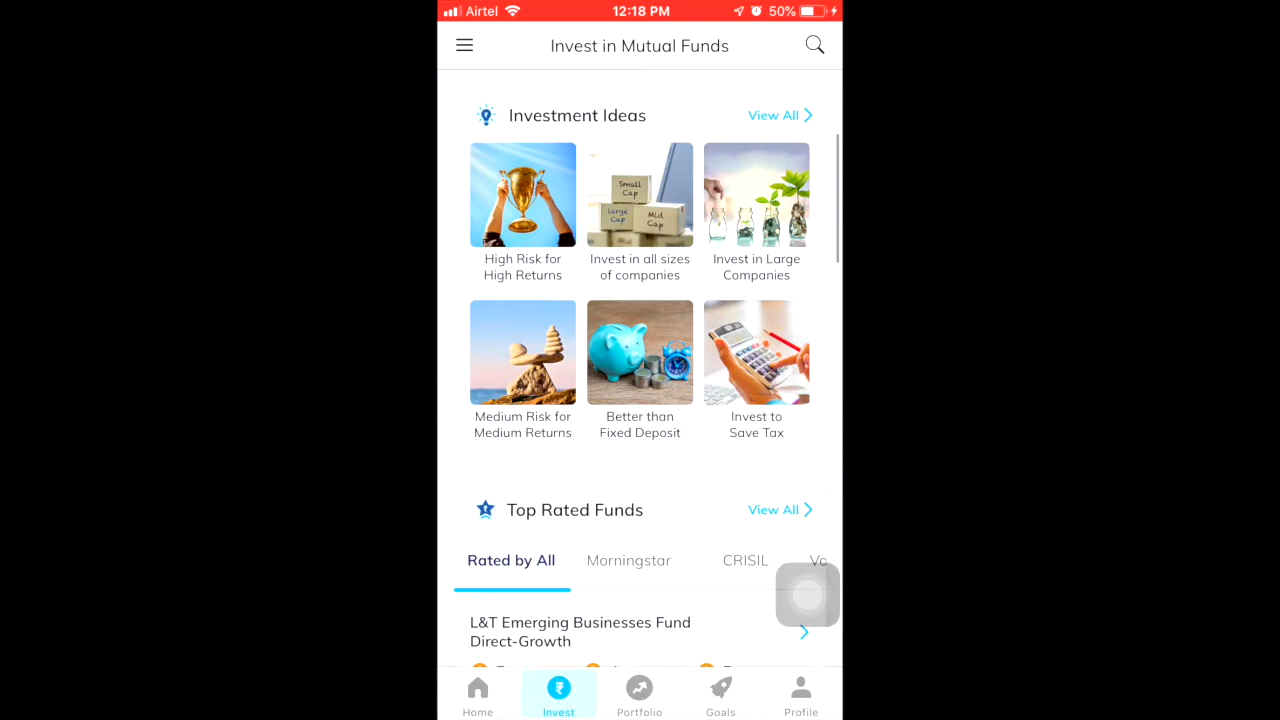 Airtel 12:18 PM 50%
Invest in Mutual Funds
Investment Ideas View All
Small Cap
Large Cap
Mid Cap
High Risk for High Returns
Invest in all sizes of companies
Invest in Large Companies
Medium Risk for Medium Returns
Better than Fixed Deposit
Invest to Save Tax
Top Rated Funds View All
Rated by All Morningstar CRISIL
L&T Emerging Businesses Fund
Direct-Growth
Home Invest Portfolio Goals Profile